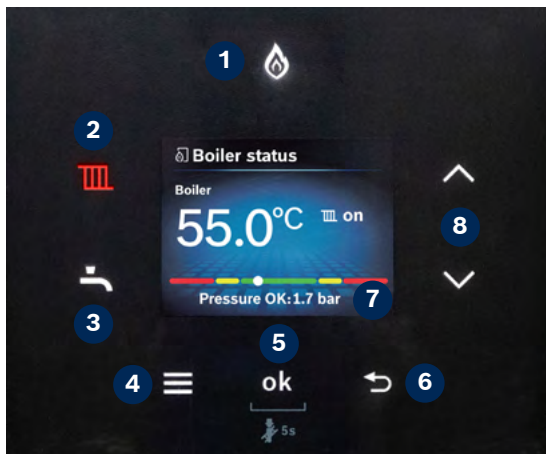 1
2
Boiler status
Boiler
55.0°C on
8
Pressure OK:1.7 bar
7
3
5
4
ok
6
5s